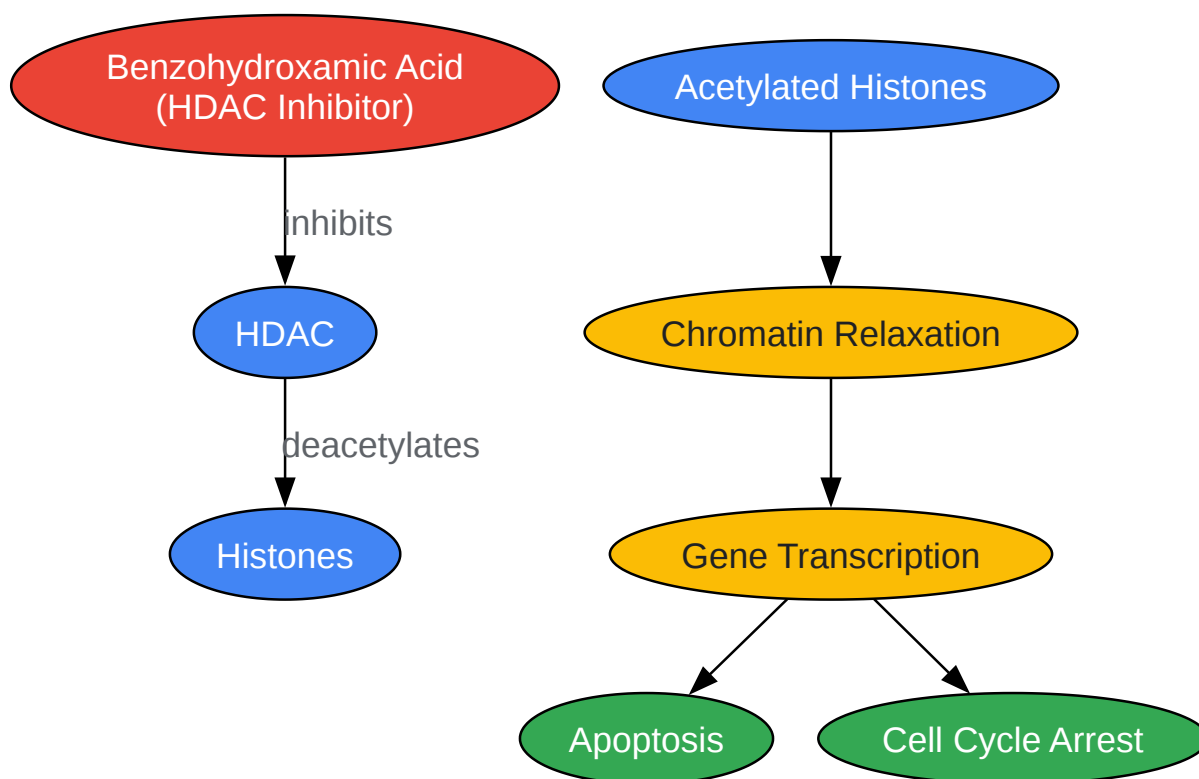 Benzohydroxamic Acid
(HDAC Inhibitor)
Acetylated Histones
inhibits
HDAC
Chromatin Relaxation
deacetylates
Histones
Gene Transcription
Apoptosis
Cell Cycle Arrest